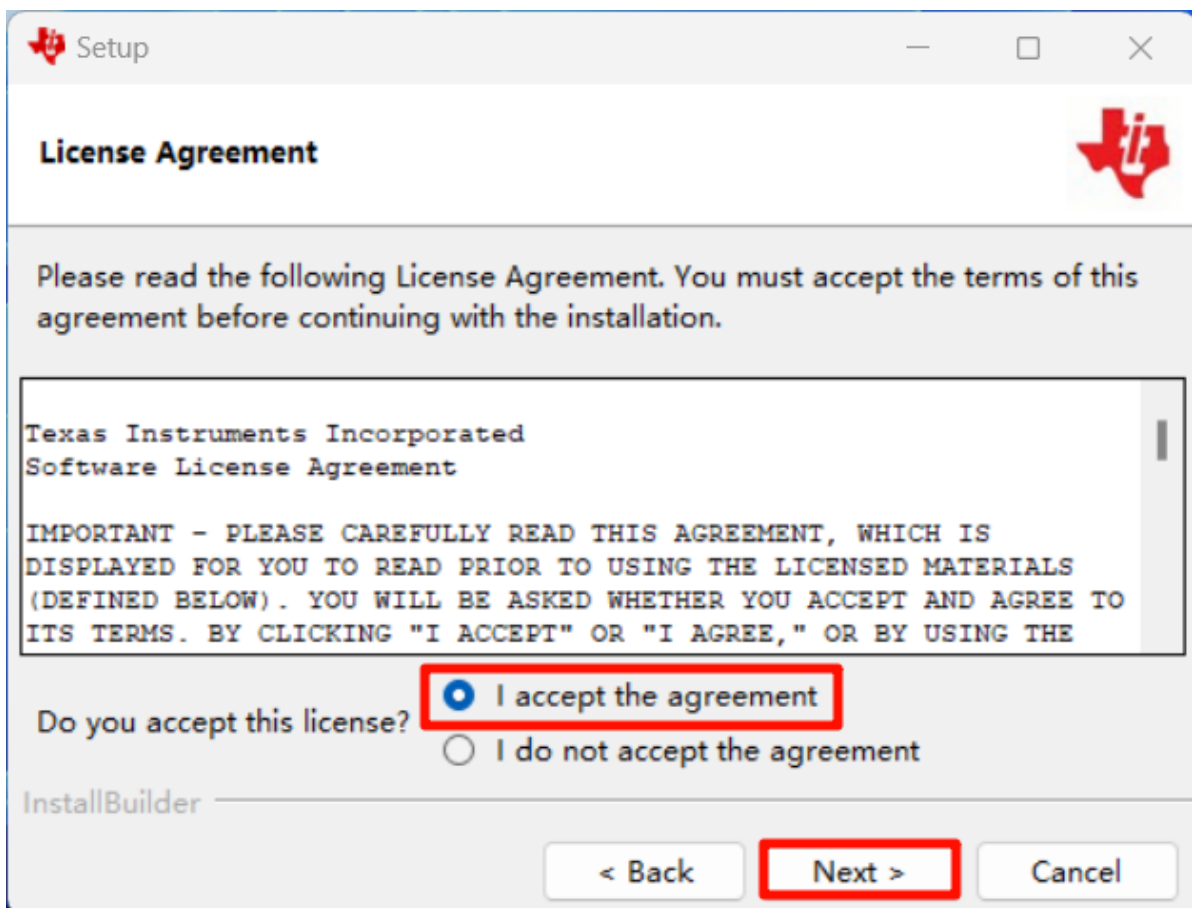 Setup
License Agreement
Please read the following License Agreement. You must accept the terms of this
agreement before continuing with the installation.
Texas Instruments Incorporated
Software License Agreement
IMPORTANT - PLEASE CAREFULLY READ THIS AGREEMENT, WHICH IS
DISPLAYED FOR YOU TO READ PRIOR TO USING THE LICENSED MATERIALS
(DEFINED BELOW). YOU WILL BE ASKED WHETHER YOU ACCEPT AND AGREE TO
ITS TERMS. BY CLICKING "I ACCEPT" OR "I AGREE," OR BY USING THE
Do you accept this license?
I accept the agreement
I do not accept the agreement
InstallBuilder
< Back Next > Cancel